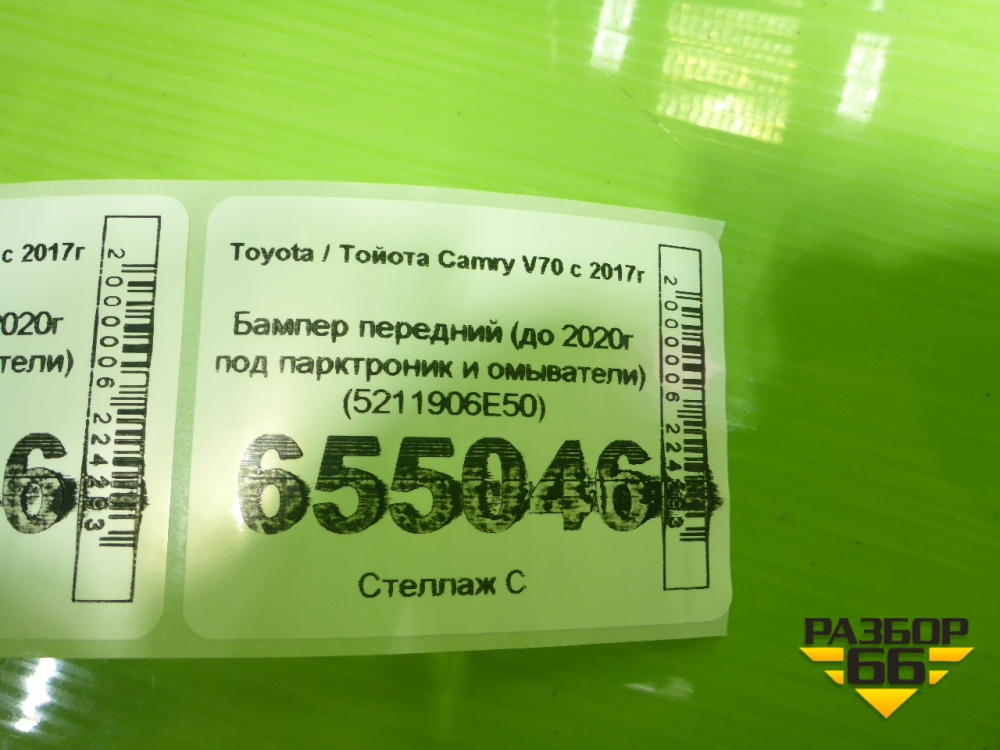 с 2017г
2020г
тели)
6
Toyota / Тойота Camry V70 с 2017г
Бампер передний (до 2020г
под парктроник и омыватели)
(5211906E50)
655046
Стеллаж С
РАЗБОР
66